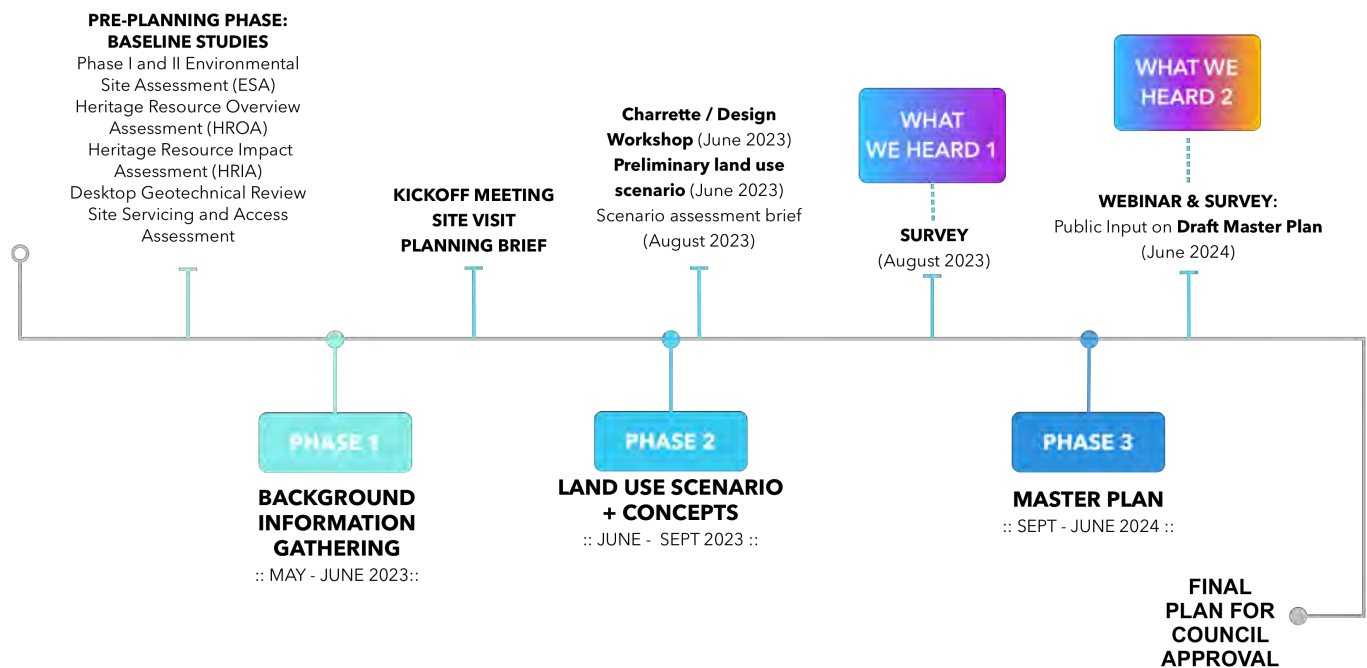 PRE-PLANNING PHASE:
BASELINE STUDIES
Phase I and II Environmental
Site Assessment (ESA)
Heritage Resource Overview
Assessment (HROA)
Heritage Resource Impact
Assessment (HRIA)
Desktop Geotechnical Review
Site Servicing and Access
Assessment
KICKOFF MEETING
SITE VISIT
PLANNING BRIEF
Charrette / Design
Workshop (June 2023)
Preliminary land use
scenario (June 2023)
Scenario assessment brief
(August 2023)
WHAT
WE HEARD 1
SURVEY
(August 2023)
WHAT WE
HEARD 2
WEBINAR & SURVEY:
Public Input on Draft Master Plan
(June 2024)
PHASE 1
BACKGROUND
INFORMATION
GATHERING
:: MAY - JUNE 2023::
PHASE 2
LAND USE SCENARIO
+ CONCEPTS
:: JUNE - SEPT 2023 ::
PHASE 3
MASTER PLAN
:: SEPT - JUNE 2024 ::
FINAL
PLAN FOR
COUNCIL
APPROVAL